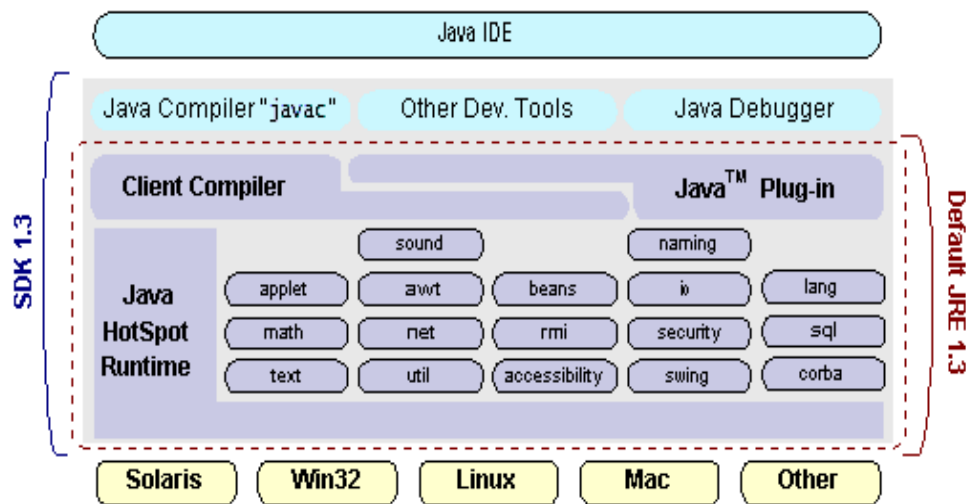 Java IDE
Java Compiler "javac"
Other Dev. Tools
Java Debugger
Client Compiler
Java™ Plug-in
SDK 1.3
Default JRE 1.3
Java
HotSpot
Runtime
sound
naming
applet
awt
beans
io
lang
math
net
rmi
security
sql
text
util
accessibility
swing
corba
Solaris
Win32
Linux
Mac
Other